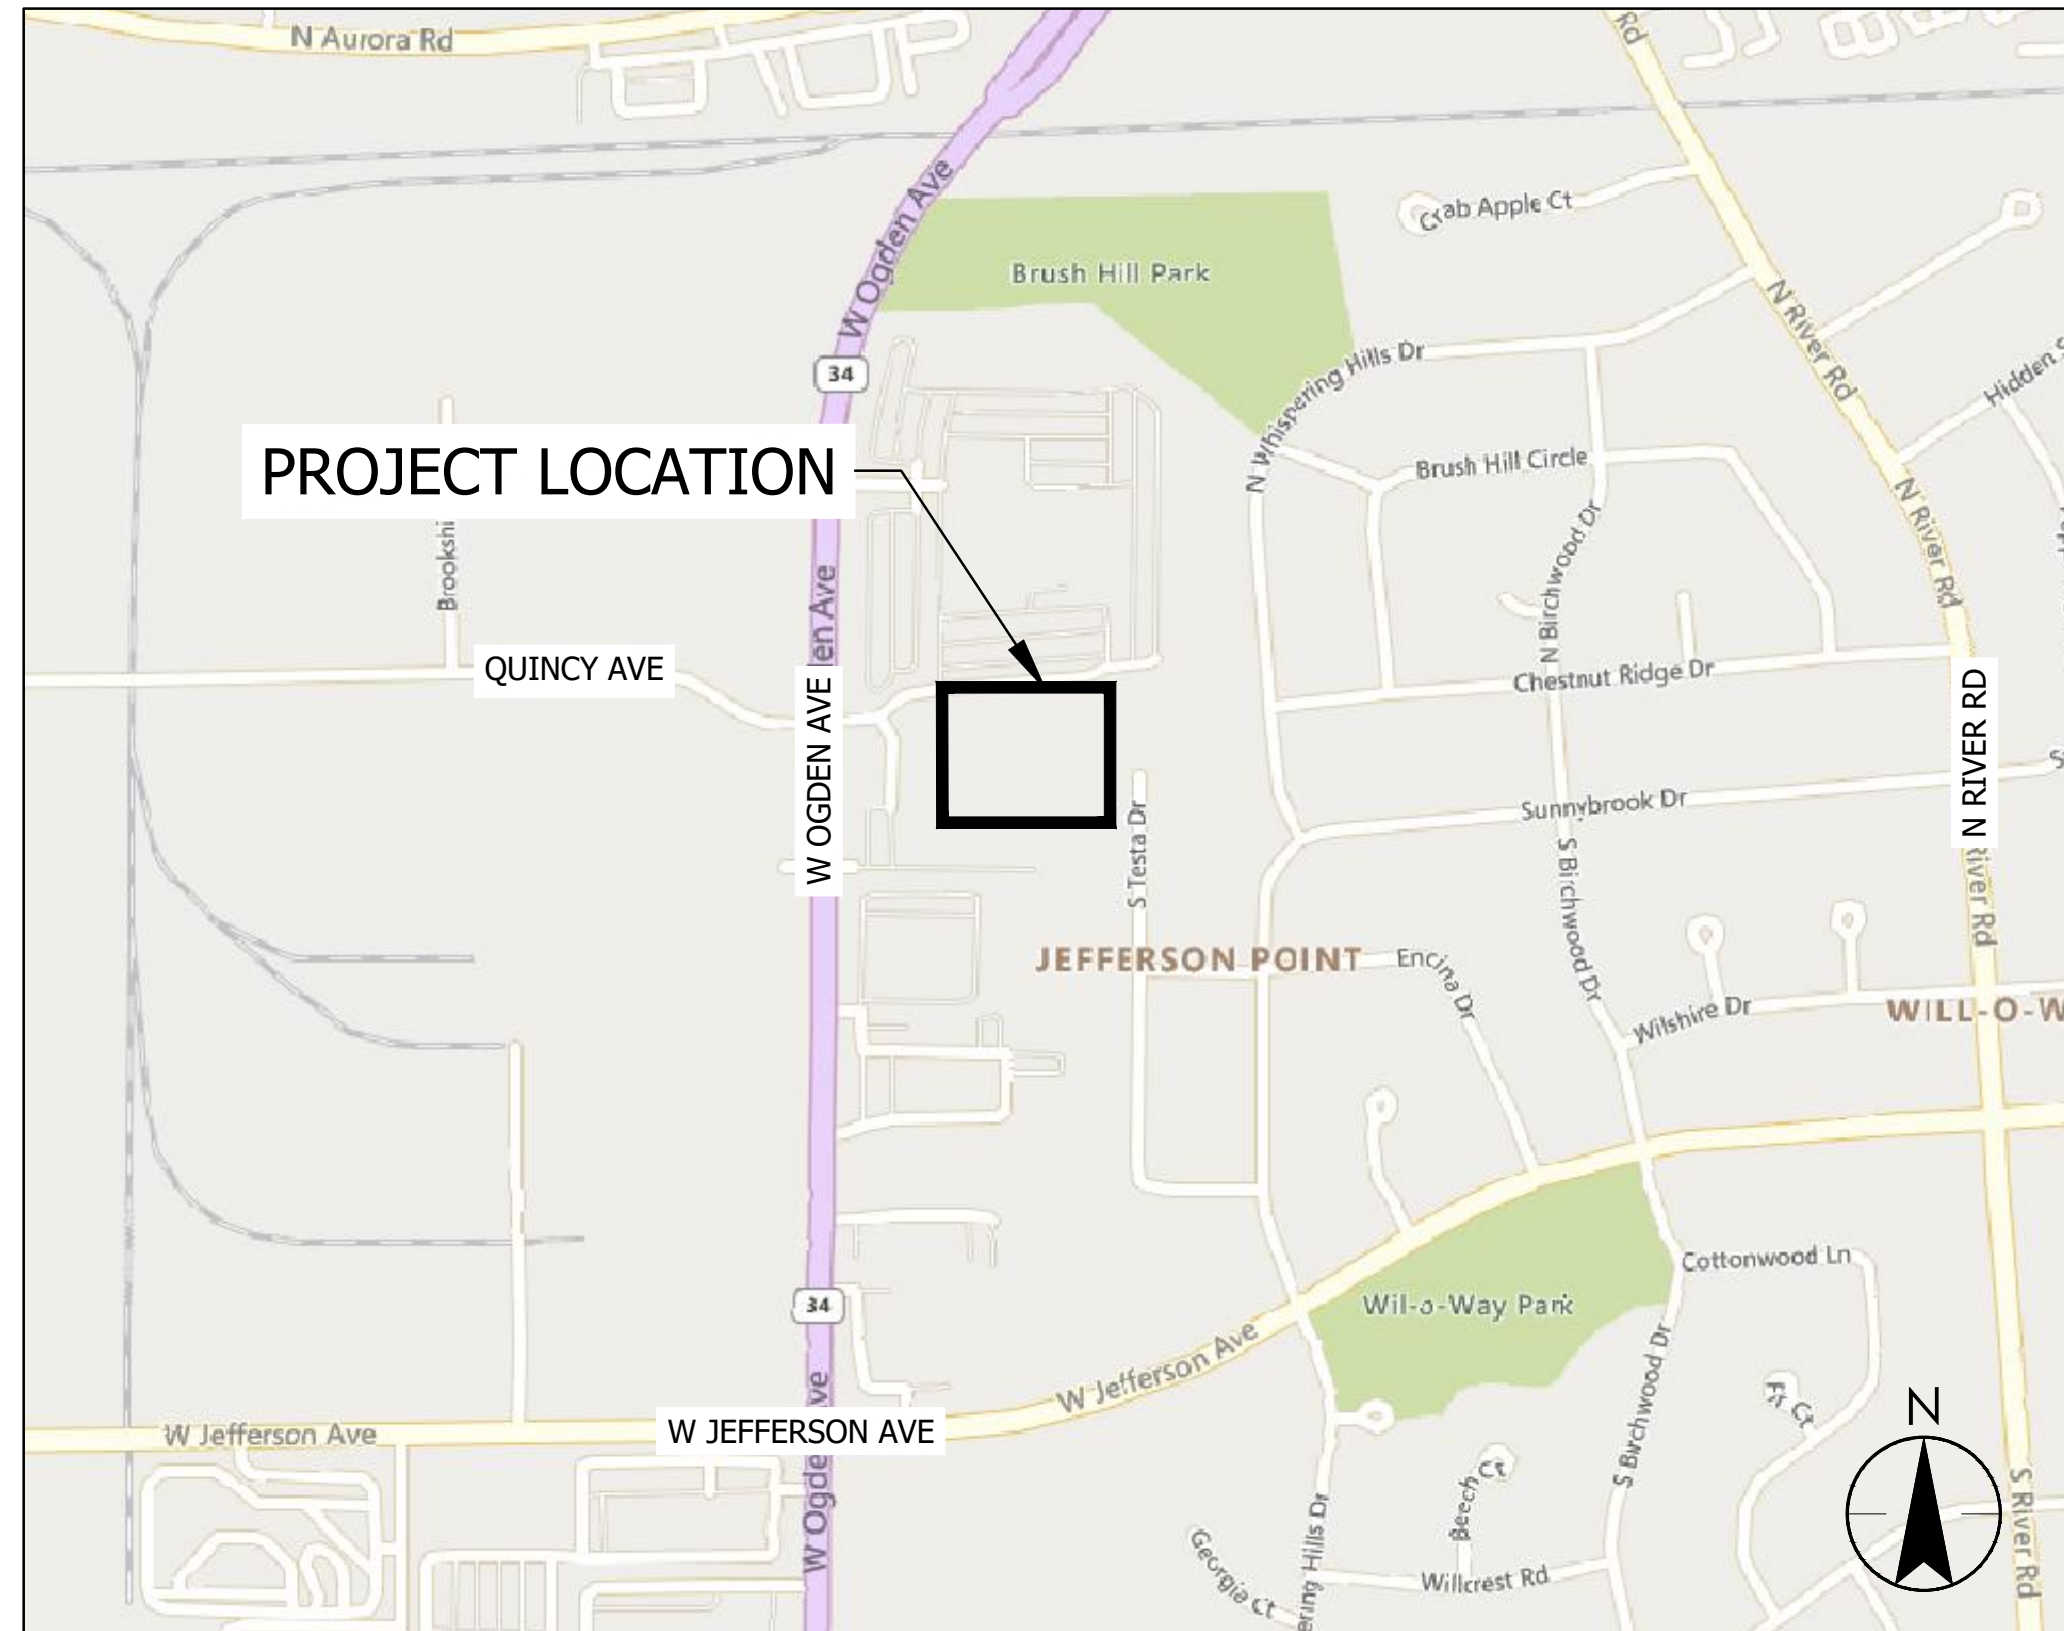 N Aurora Rd
Rd
W Ogden Ave
Crab Apple Ct
Brush Hill Park
N River Rd
34
N Whispering Hills Dr
Hidden
PROJECT LOCATION
Brush Hill Circle
N River Rd
Brookshi
en Ave
N Birchwood Dr
QUINCY AVE
Chestnut Ridge Dr
W OGDEN AVE
N RIVER RD
Sunnybrook Dr
S Testa Dr
S Birchwood Dr
River Rd
JEFFERSON POINT
Encina Dr
Wilshire Dr
WILL-O-W
Cottonwood Ln
34
Wil-o-Way Park
W Jefferson Ave
S Birchwood Dr
W Jefferson Ave
W JEFFERSON AVE
W Ogde
ve
Beech Ct
N
S River Rd
Georgia Ct
ering Hills Dr
Willcrest Rd